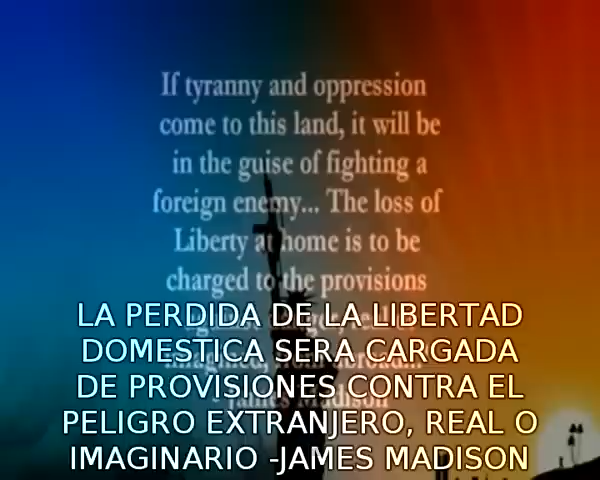 If tyranny and oppression
come to this land, it will be
in the guise of fighting a
foreign enemy... The loss of
Liberty at home is to be
charged to the provisions
LA PERDIDA DE LA LIBERTAD
DOMESTICA SERA CARGADA
DE PROVISIONES CONTRA EL
PELIGRO EXTRANJERO, REAL O
IMAGINARIO -JAMES MADISON